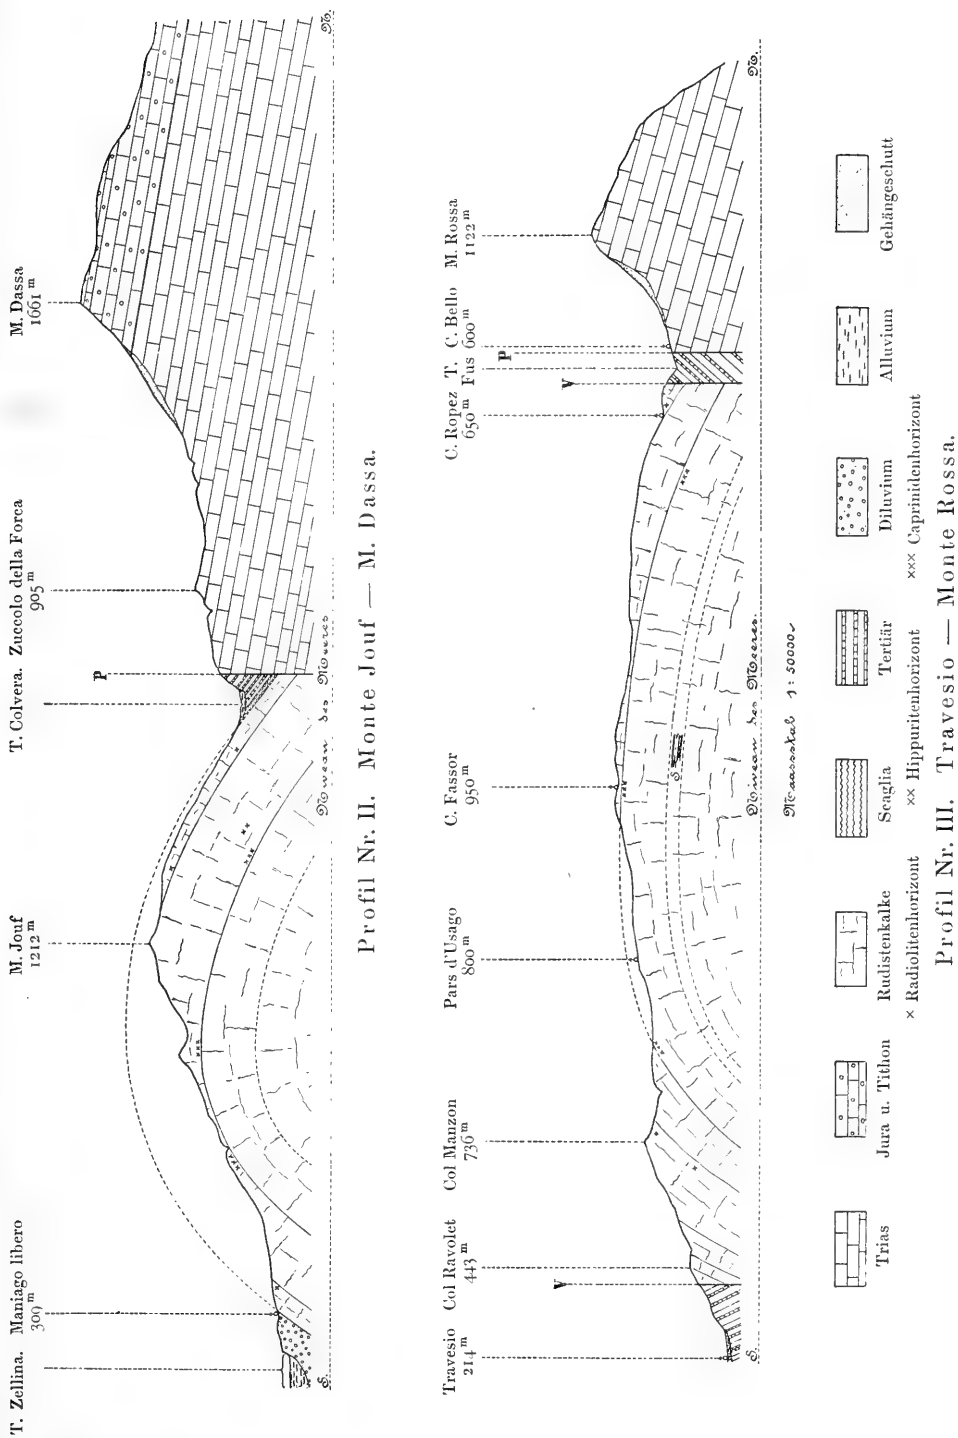 T. Zellina. Maniago libero M. Jouf T. Colvera. Zuccolo della Forca M. Dassa
309 m 1212 m 905 m 1661 m
P
S. N.
Niveau des Meeres
Profil Nr. II. Monte Jouf — M. Dassa.
Travesio Col Ravolet Col Manzon Pars d'Usago C. Fassor C. Ropez T. C. Bello M. Rossa
214 m 443 m 736 m 800 m 950 m 650 m Fus 600 m 1122 m
V V P
S. N.
Niveau des Meeres.
Maassstab 1:50000
Trias Jura u. Tithon Rudistenkalke Scaglia Tertiär Diluvium Alluvium Gehängeschutt
× Radiolitenhorizont ×× Hippuritenhorizont ××× Caprinidenhorizont
Profil Nr. III. Travesio — Monte Rossa.